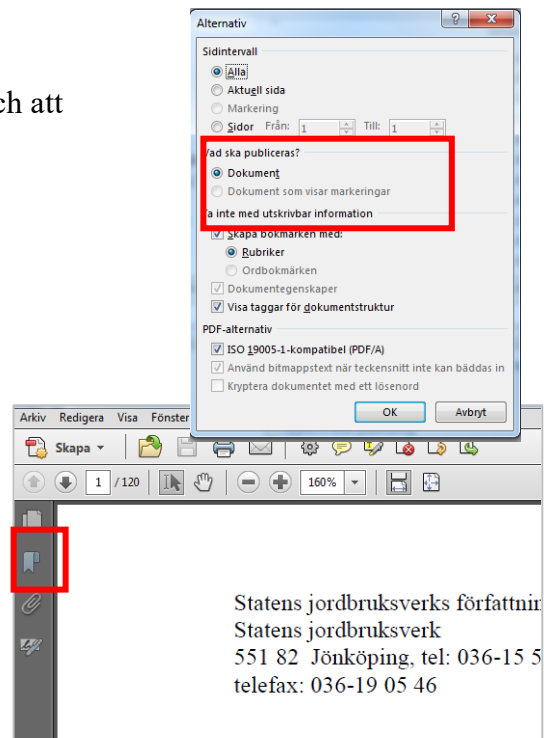 ch att
Alternativ
Sidintervall
Alla
Aktuell sida
Markering
Sidor Från: 1 Till: 1
Vad ska publiceras?
Dokument
Dokument som visar markeringar
Ta inte med utskrivbar information
Skapa bokmärken med:
Rubriker
Ordbokmärken
Dokumentegenskaper
Visa taggar för dokumentstruktur
PDF-alternativ
ISO 19005-1-kompatibel (PDF/A)
Använd bitmappstext när teckensnitt inte kan bäddas in
Kryptera dokumentet med ett lösenord
OK Avbryt
Arkiv Redigera Visa Fönster
Skapa
1 / 120 160%
Statens jordbruksverks författnin
Statens jordbruksverk
551 82 Jönköping, tel: 036-15 5
telefax: 036-19 05 46